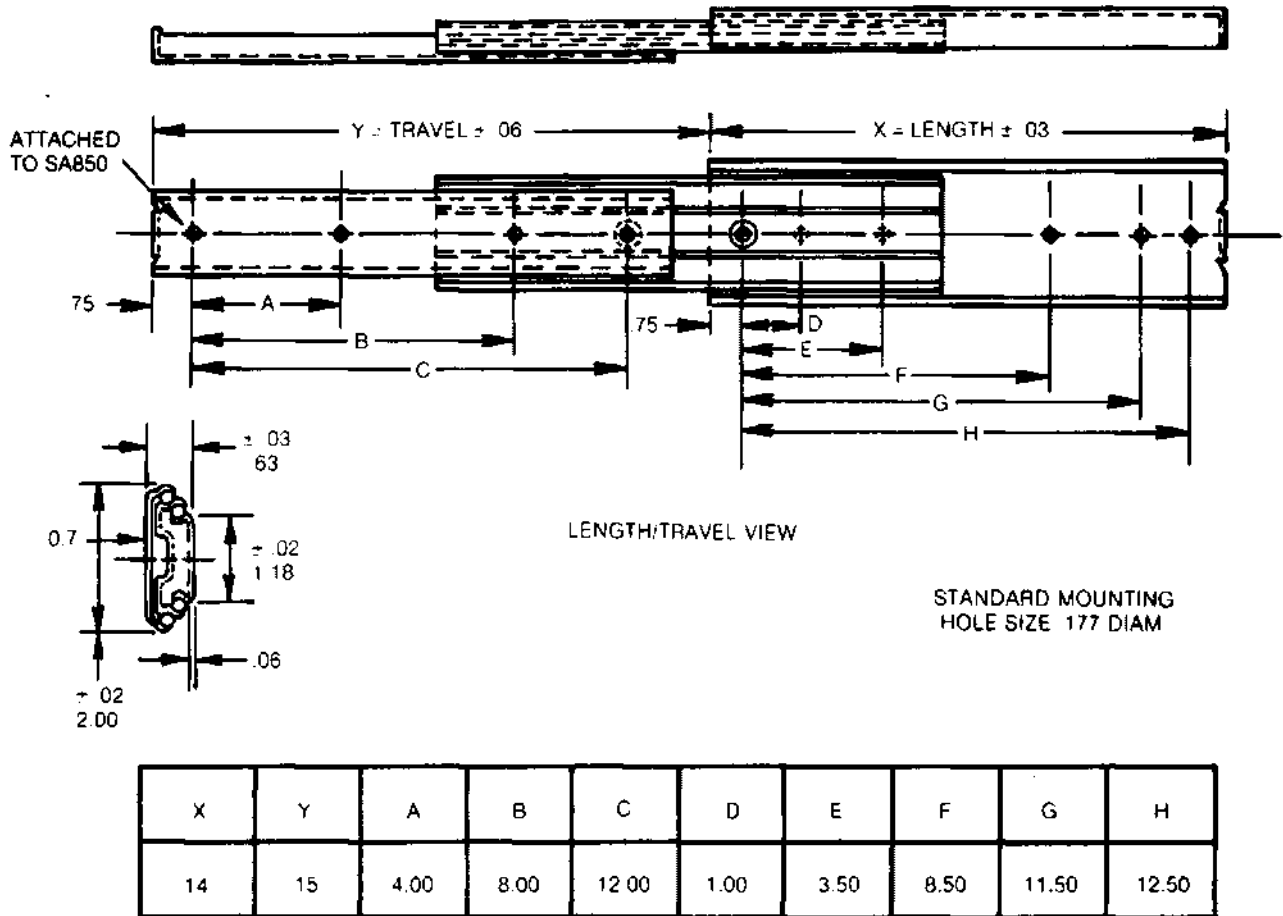 Y = TRAVEL ± .06
X = LENGTH ± .03
ATTACHED
TO SA850
75
A
.75
D
B
E
C
F
G
H
± 03
63
0.7
± .02
1 18
.06
± 02
2.00
LENGTH/TRAVEL VIEW
STANDARD MOUNTING
HOLE SIZE 177 DIAM
X Y A B C D E F G H
14 15 4.00 8.00 12 00 1.00 3.50 8.50 11.50 12.50